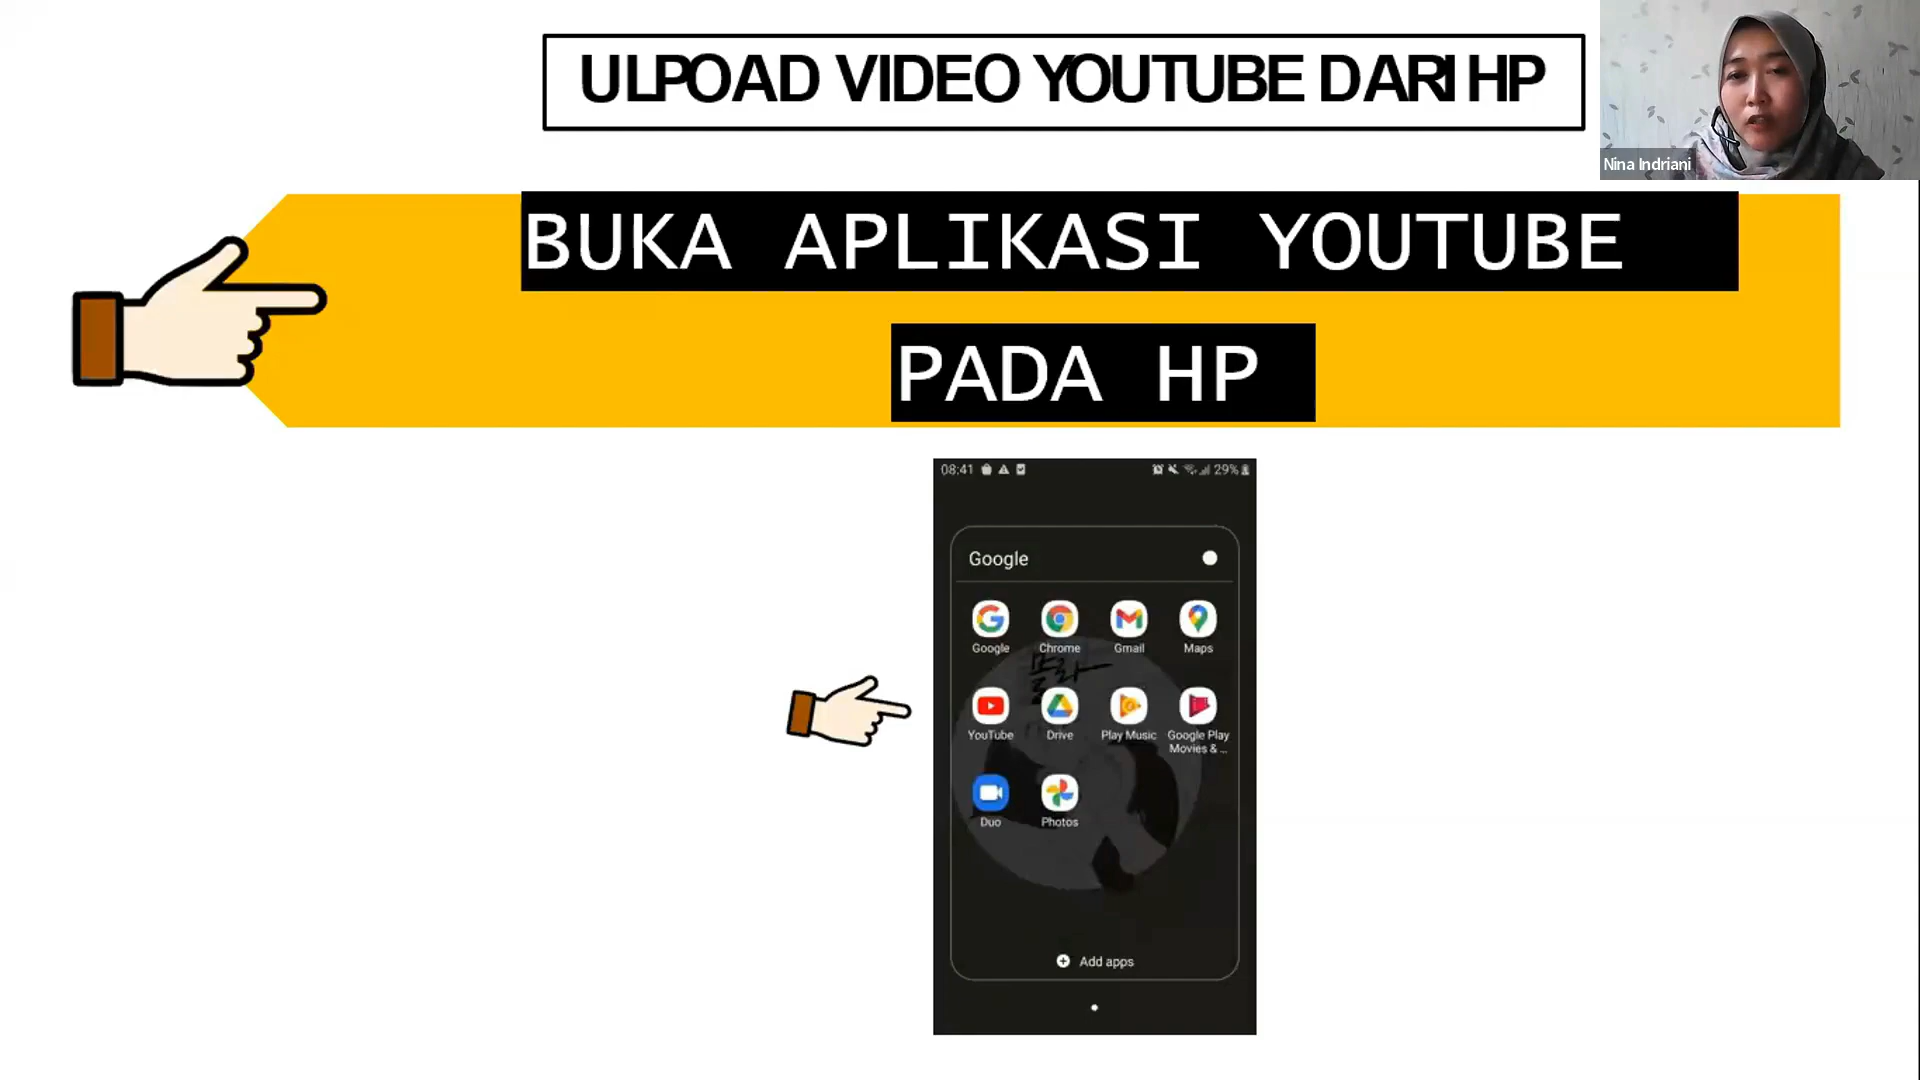 ULPOAD VIDEO YOUTUBE DARI HP
Nina Indriani
BUKA APLIKASI YOUTUBE
PADA HP
08:41 29%
Google
Google Chrome Gmail Maps
YouTube Drive Play Music Google Play
Movies & ...
Duo Photos
Add apps